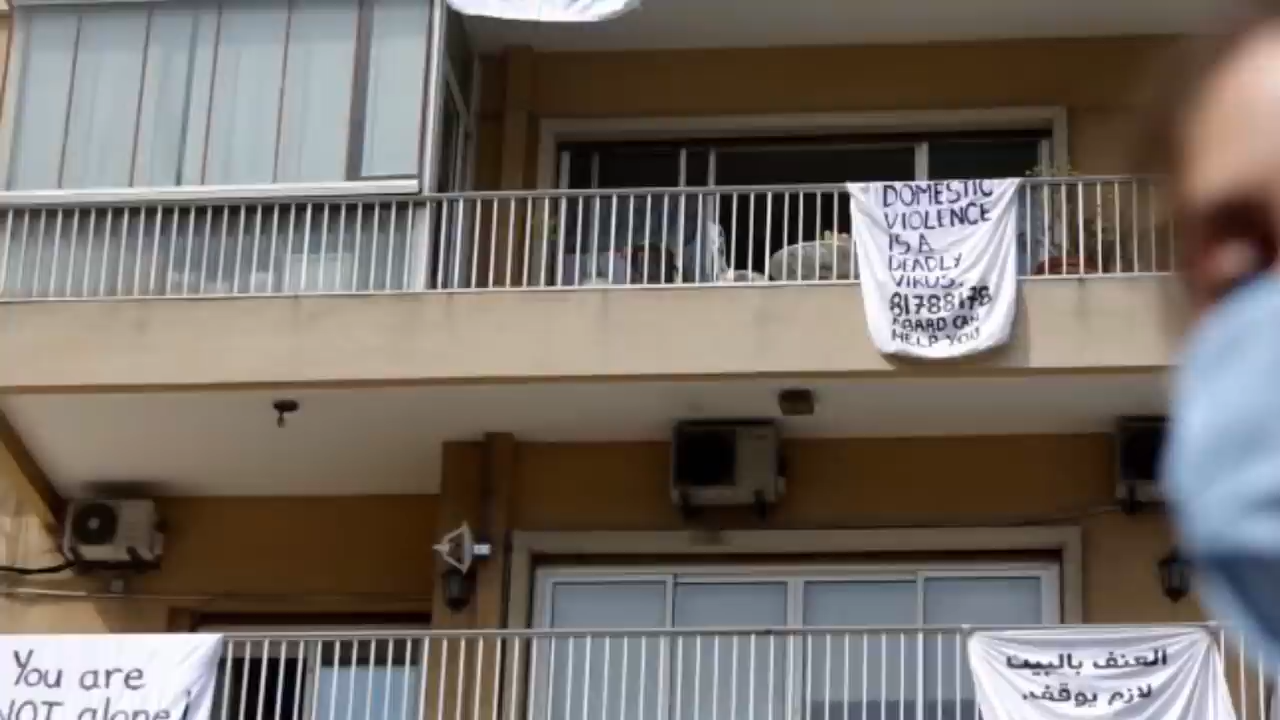 DOMESTIC
VIOLENCE
IS A
DEADLY
VIRUS.
81788178
ABAAD CAN
HELP YOU
You are
NOT alone!
العنف بالبيت
لازم يوقف.